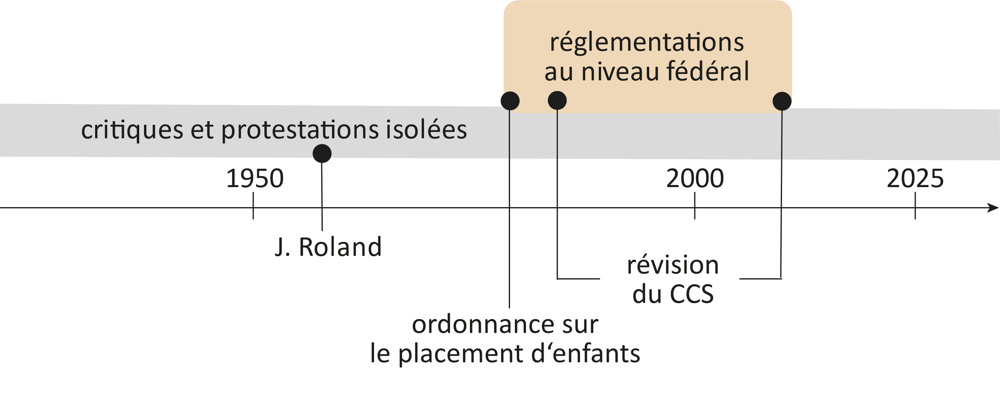 réglementations
au niveau fédéral
critiques et protestations isolées
1950
2000
2025
J. Roland
révision
du CCS
ordonnance sur
le placement d‘enfants